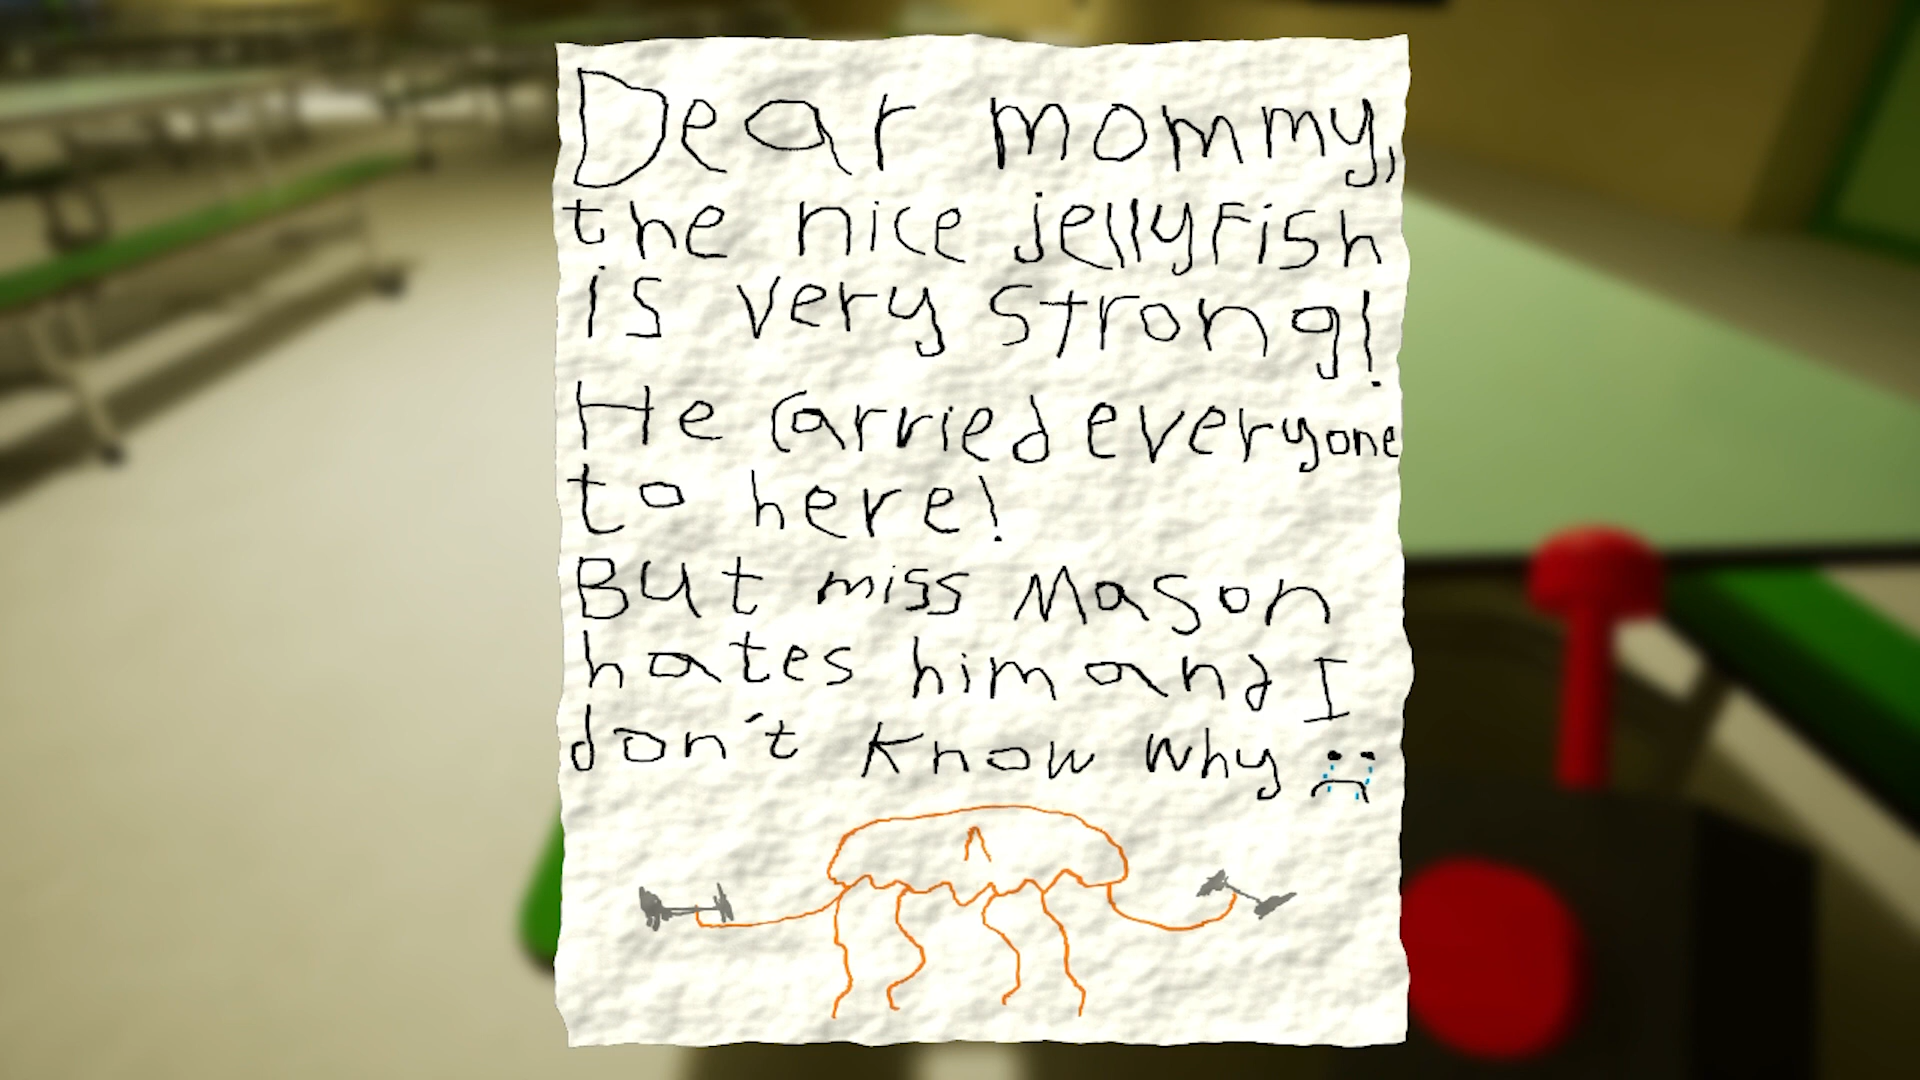 Dear mommy,
the nice jellyfish
is very strong!
He carried everyone
to here!
But miss Mason
hates him and I
don't know why